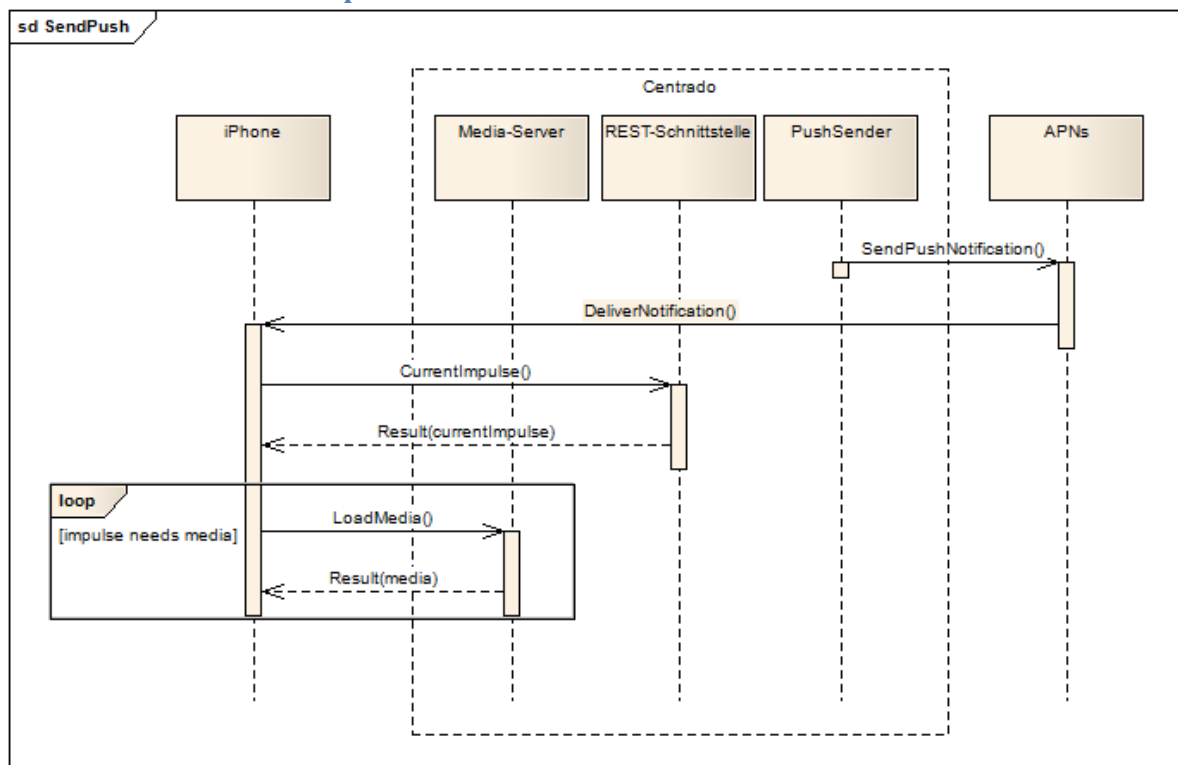 sd SendPush
Centrado
iPhone
Media-Server
REST-Schnittstelle
PushSender
APNs
SendPushNotification()
DeliverNotification()
CurrentImpulse()
Result(currentImpulse)
loop
[impulse needs media]
LoadMedia()
Result(media)